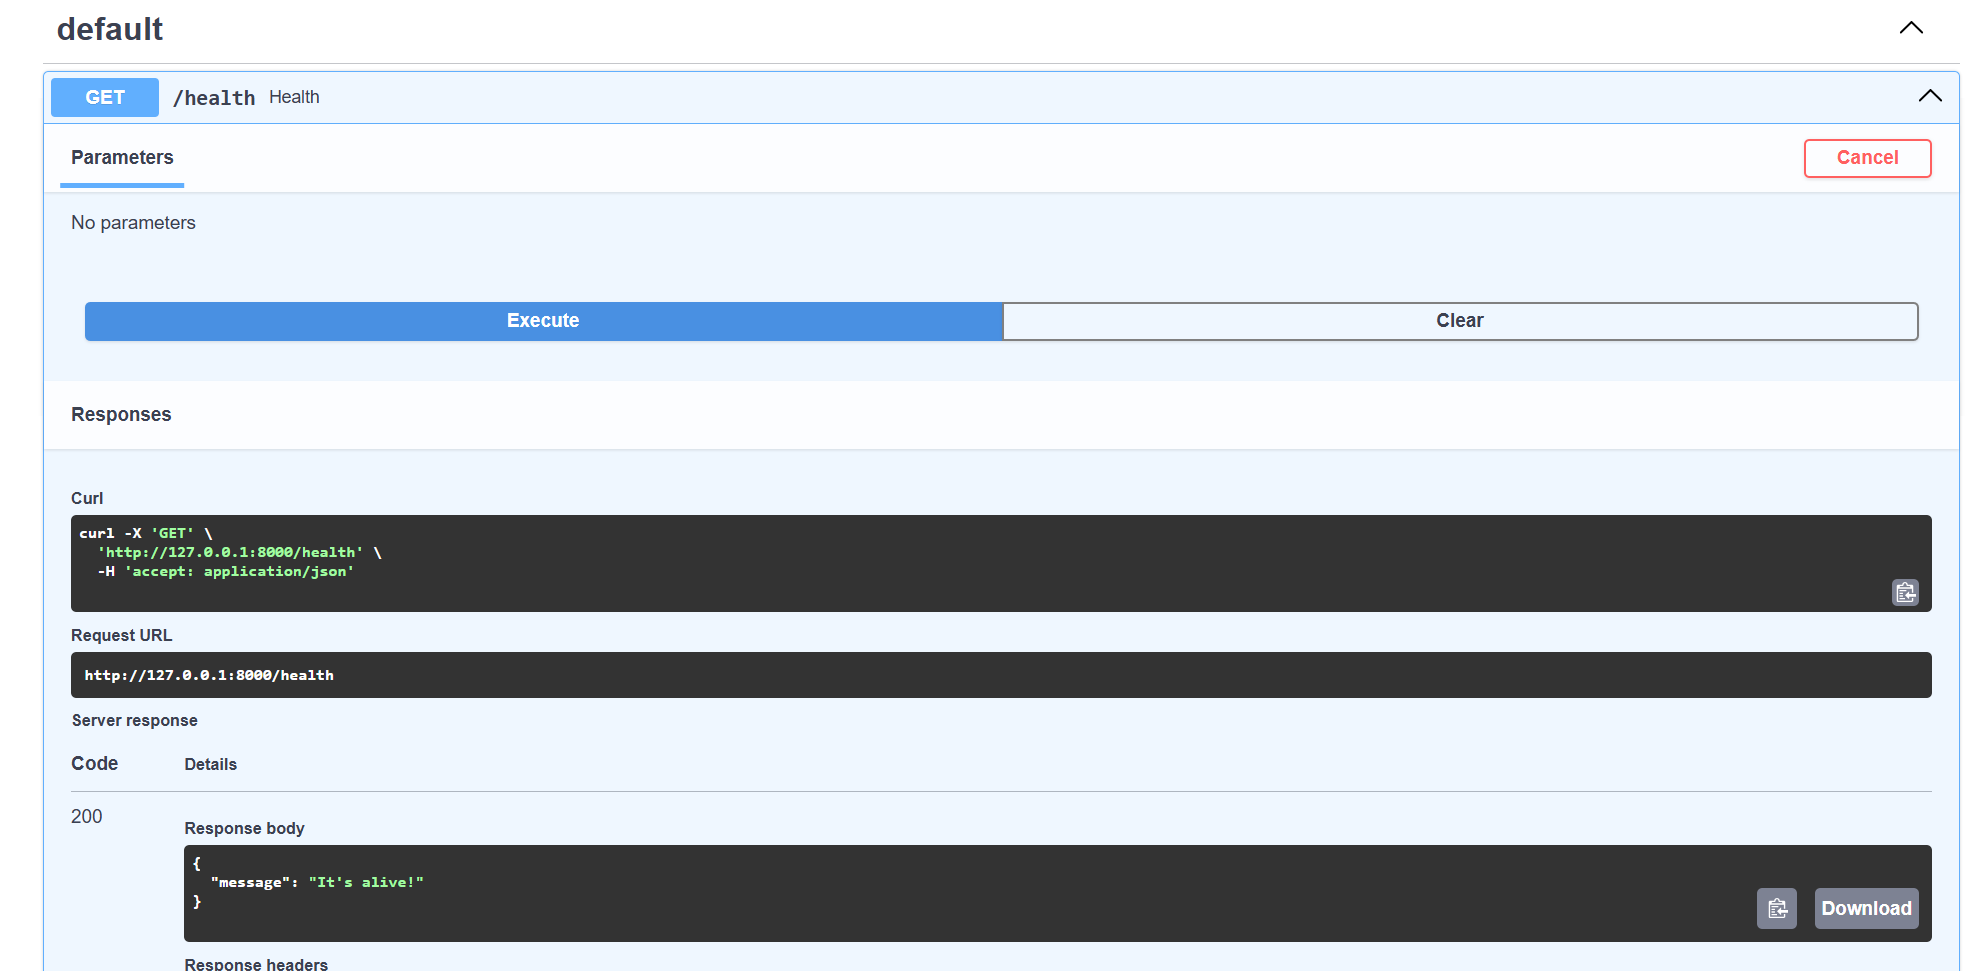 default
GET /health Health
Parameters
Cancel
No parameters
Execute
Clear
Responses
Curl
curl -X 'GET' \
  'http://127.0.0.1:8000/health' \
  -H 'accept: application/json'
Request URL
http://127.0.0.1:8000/health
Server response
Code Details
200
Response body
{
  "message": "It's alive!"
}
Download
Response headers